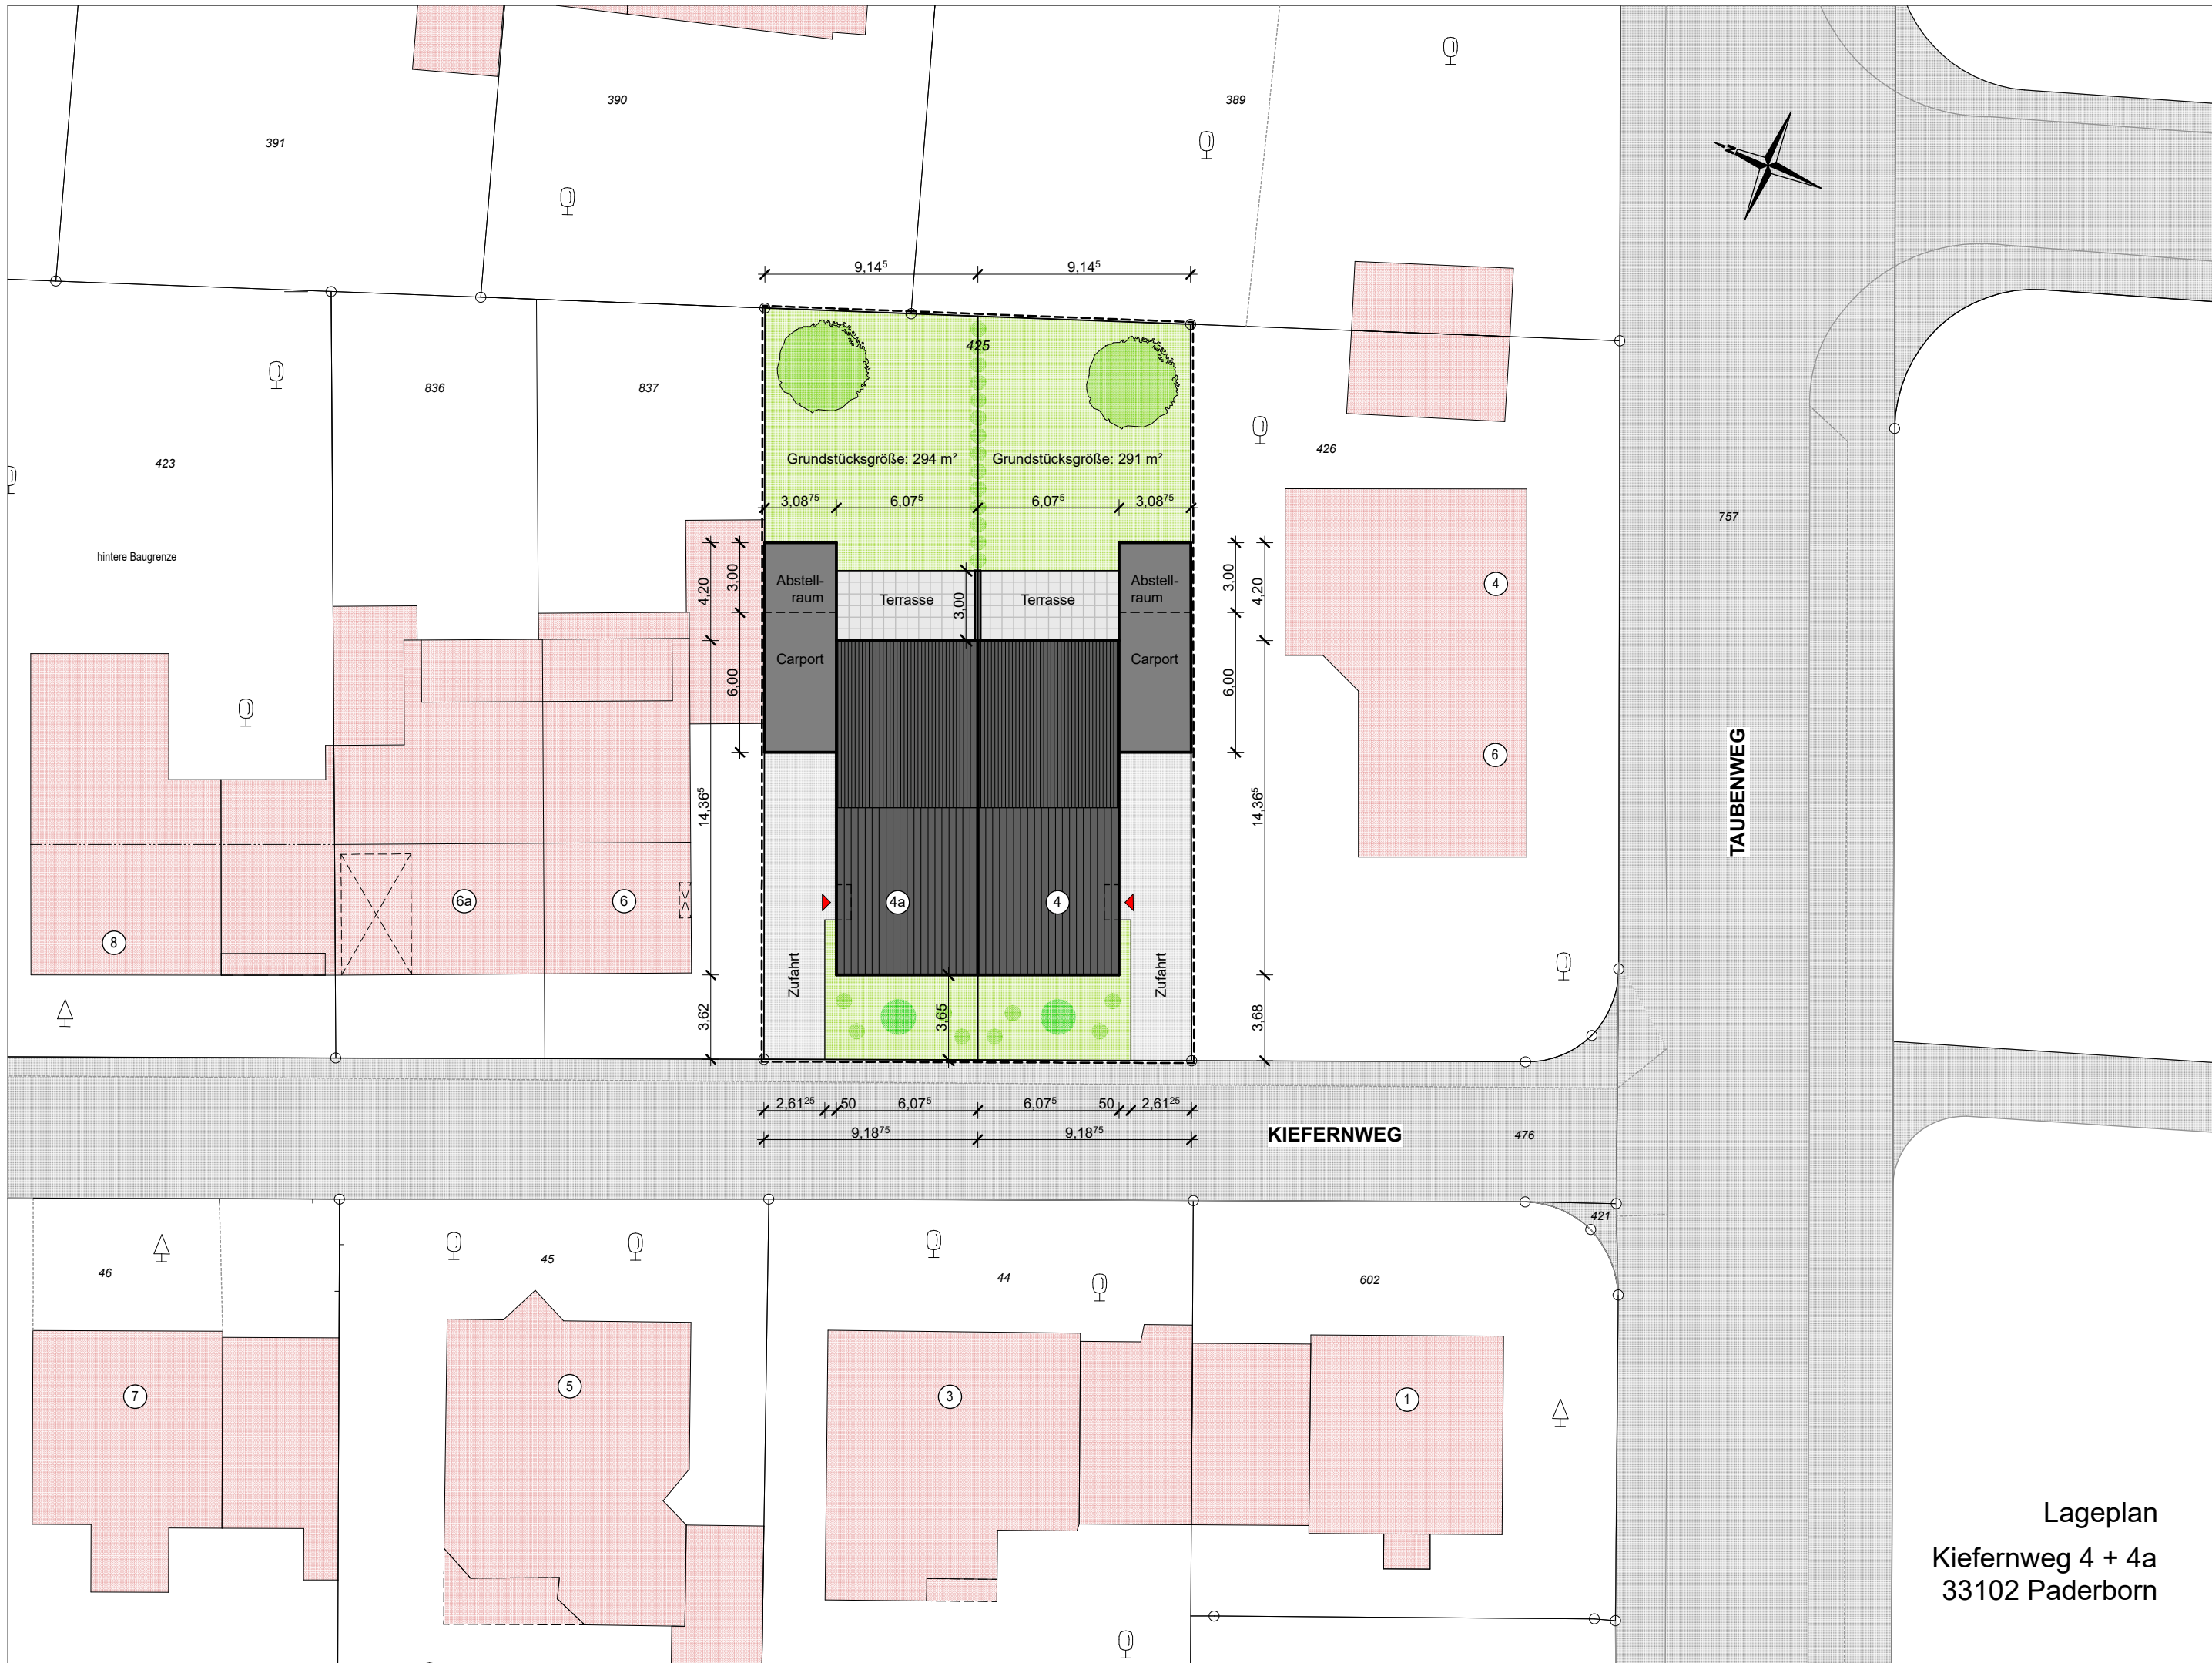 390
389
391
N
9,14⁵
9,14⁵
425
836
837
426
423
Grundstücksgröße: 294 m²
Grundstücksgröße: 291 m²
3,08⁷⁵
6,07⁵
6,07⁵
3,08⁷⁵
757
hintere Baugrenze
4,20
3,00
Abstell-
raum
Terrasse
3,00
Terrasse
Abstell-
raum
3,00
4,20
4
Carport
Carport
6,00
6,00
6
TAUBENWEG
14,36⁵
14,36⁵
6a
6
4a
4
8
Zufahrt
Zufahrt
3,62
3,65
3,68
2,61²⁵
50
6,07⁵
6,07⁵
50
2,61²⁵
9,18⁷⁵
9,18⁷⁵
KIEFERNWEG
476
421
46
45
44
602
7
5
3
1
Lageplan
Kiefernweg 4 + 4a
33102 Paderborn